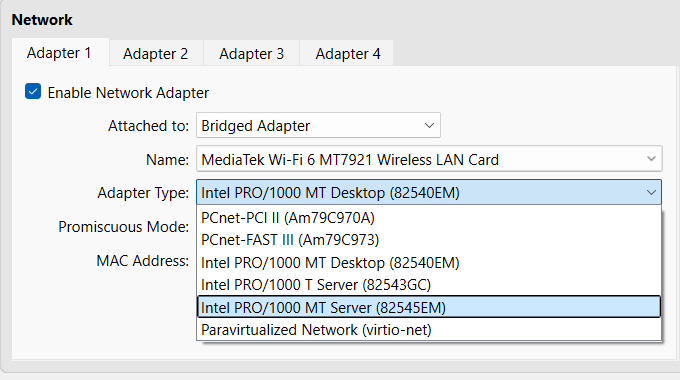 Network
Adapter 1 Adapter 2 Adapter 3 Adapter 4
Enable Network Adapter
Attached to: Bridged Adapter
Name: MediaTek Wi-Fi 6 MT7921 Wireless LAN Card
Adapter Type: Intel PRO/1000 MT Desktop (82540EM)
Promiscuous Mode: PCnet-PCI II (Am79C970A)
PCnet-FAST III (Am79C973)
MAC Address: Intel PRO/1000 MT Desktop (82540EM)
Intel PRO/1000 T Server (82543GC)
Intel PRO/1000 MT Server (82545EM)
Paravirtualized Network (virtio-net)